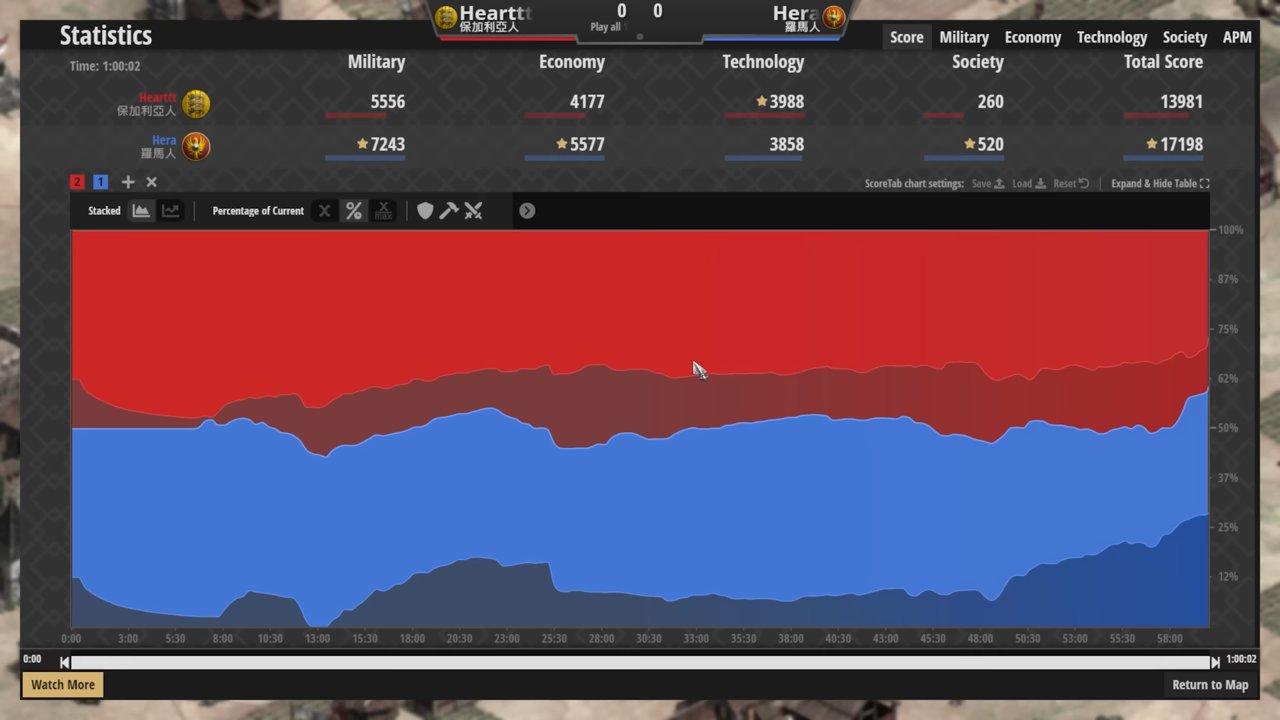 Hearttt 0 0 Hera
保加利亞人 Play all 羅馬人
Statistics
Score Military Economy Technology Society APM
Time: 1:00:02 Military Economy Technology Society Total Score
Hearttt
保加利亞人
5556 4177 3988 260 13981
Hera
羅馬人
7243 5577 3858 520 17198
2 1
ScoreTab chart settings: Save Load Reset Expand & Hide Table
Stacked Percentage of Current X % X max
100%
87%
75%
62%
50%
37%
25%
12%
0:00 3:00 5:30 8:00 10:30 13:00 15:30 18:00 20:30 23:00 25:30 28:00 30:30 33:00 35:30 38:00 40:30 43:00 45:30 48:00 50:30 53:00 55:30 58:00
0:00 1:00:02
Watch More Return to Map